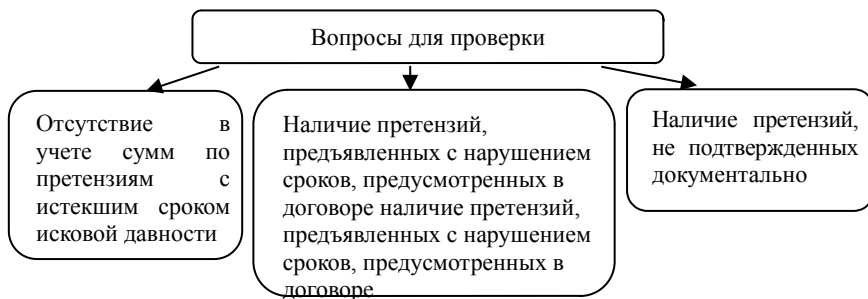 Вопросы для проверки
Отсутствие в
учете сумм по
претензиям с
истекшим сроком
исковой давности
Наличие претензий,
предъявленных с нарушением
сроков, предусмотренных в
договоре наличие претензий,
предъявленных с нарушением
сроков, предусмотренных в
договоре
Наличие претензий,
не подтвержденных
документально